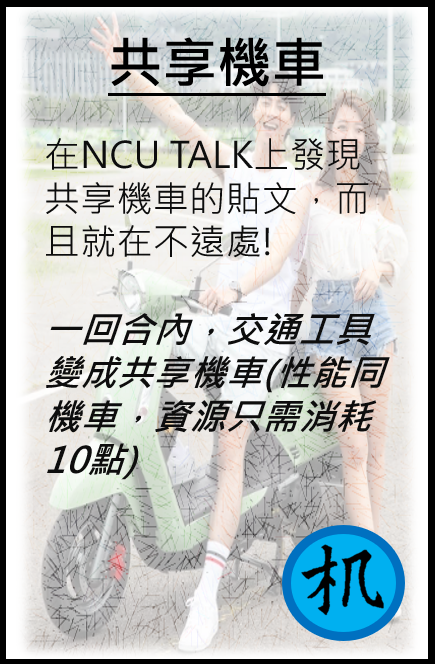 共享機車
在NCU TALK上發現
共享機車的貼文，而
且就在不遠處!
一回合內，交通工具
變成共享機車(性能同
機車，資源只需消耗
10點)
机